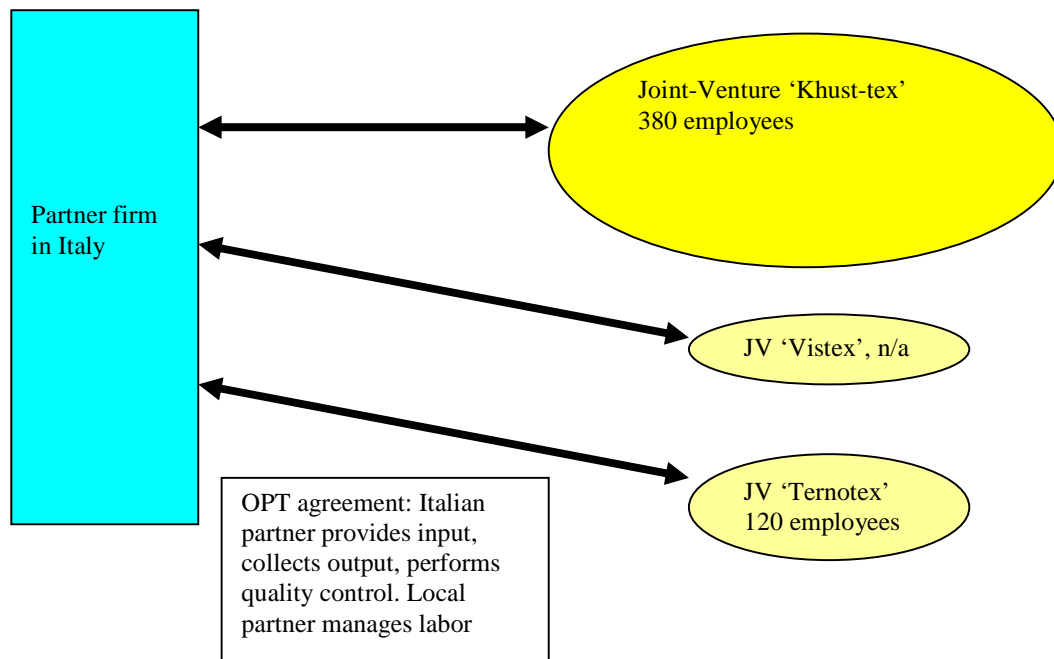 Joint-Venture ‘Khust-tex’
380 employees
Partner firm
in Italy
JV ‘Vistex’, n/a
JV ‘Ternotex’
120 employees
OPT agreement: Italian
partner provides input,
collects output, performs
quality control. Local
partner manages labor